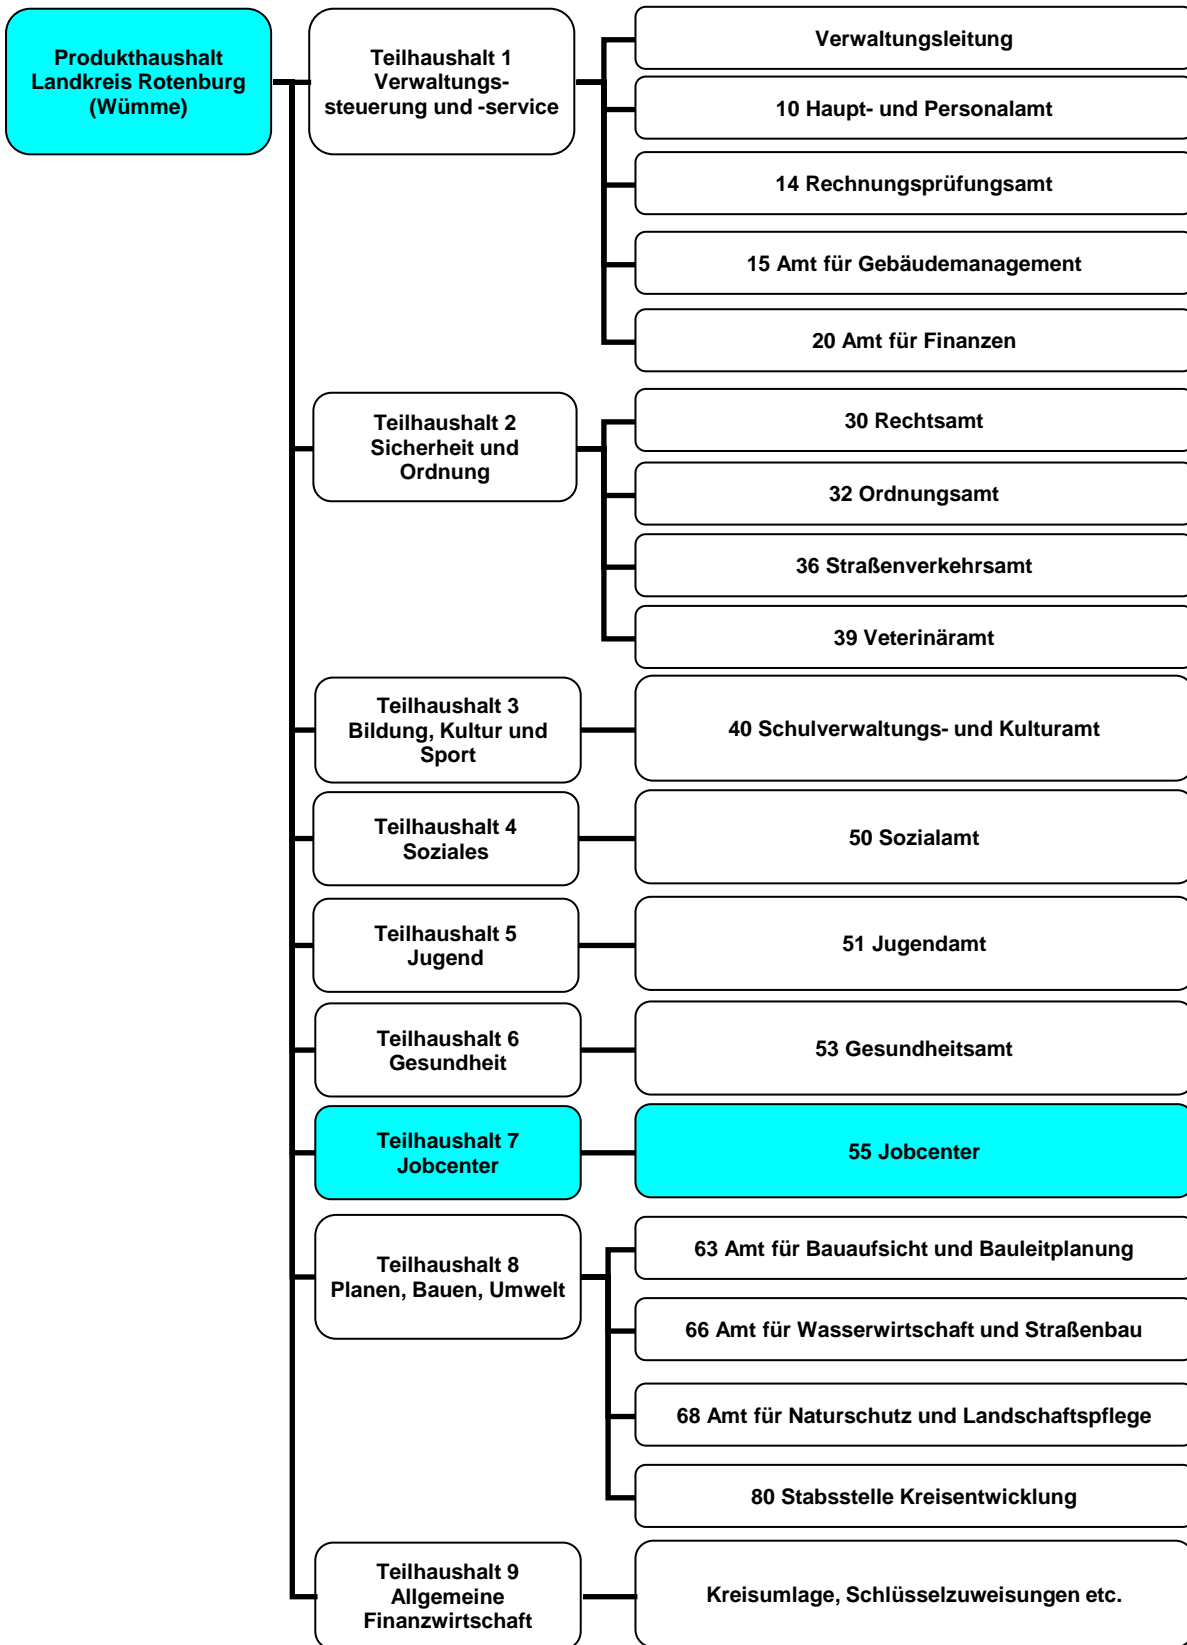 Produkthaushalt
Landkreis Rotenburg
(Wümme)
Teilhaushalt 1
Verwaltungs-
steuerung und -service
Verwaltungsleitung
10 Haupt- und Personalamt
14 Rechnungsprüfungsamt
15 Amt für Gebäudemanagement
20 Amt für Finanzen
Teilhaushalt 2
Sicherheit und
Ordnung
30 Rechtsamt
32 Ordnungsamt
36 Straßenverkehrsamt
39 Veterinäramt
Teilhaushalt 3
Bildung, Kultur und
Sport
40 Schulverwaltungs- und Kulturamt
Teilhaushalt 4
Soziales
50 Sozialamt
Teilhaushalt 5
Jugend
51 Jugendamt
Teilhaushalt 6
Gesundheit
53 Gesundheitsamt
Teilhaushalt 7
Jobcenter
55 Jobcenter
Teilhaushalt 8
Planen, Bauen, Umwelt
63 Amt für Bauaufsicht und Bauleitplanung
66 Amt für Wasserwirtschaft und Straßenbau
68 Amt für Naturschutz und Landschaftspflege
80 Stabsstelle Kreisentwicklung
Teilhaushalt 9
Allgemeine
Finanzwirtschaft
Kreisumlage, Schlüsselzuweisungen etc.